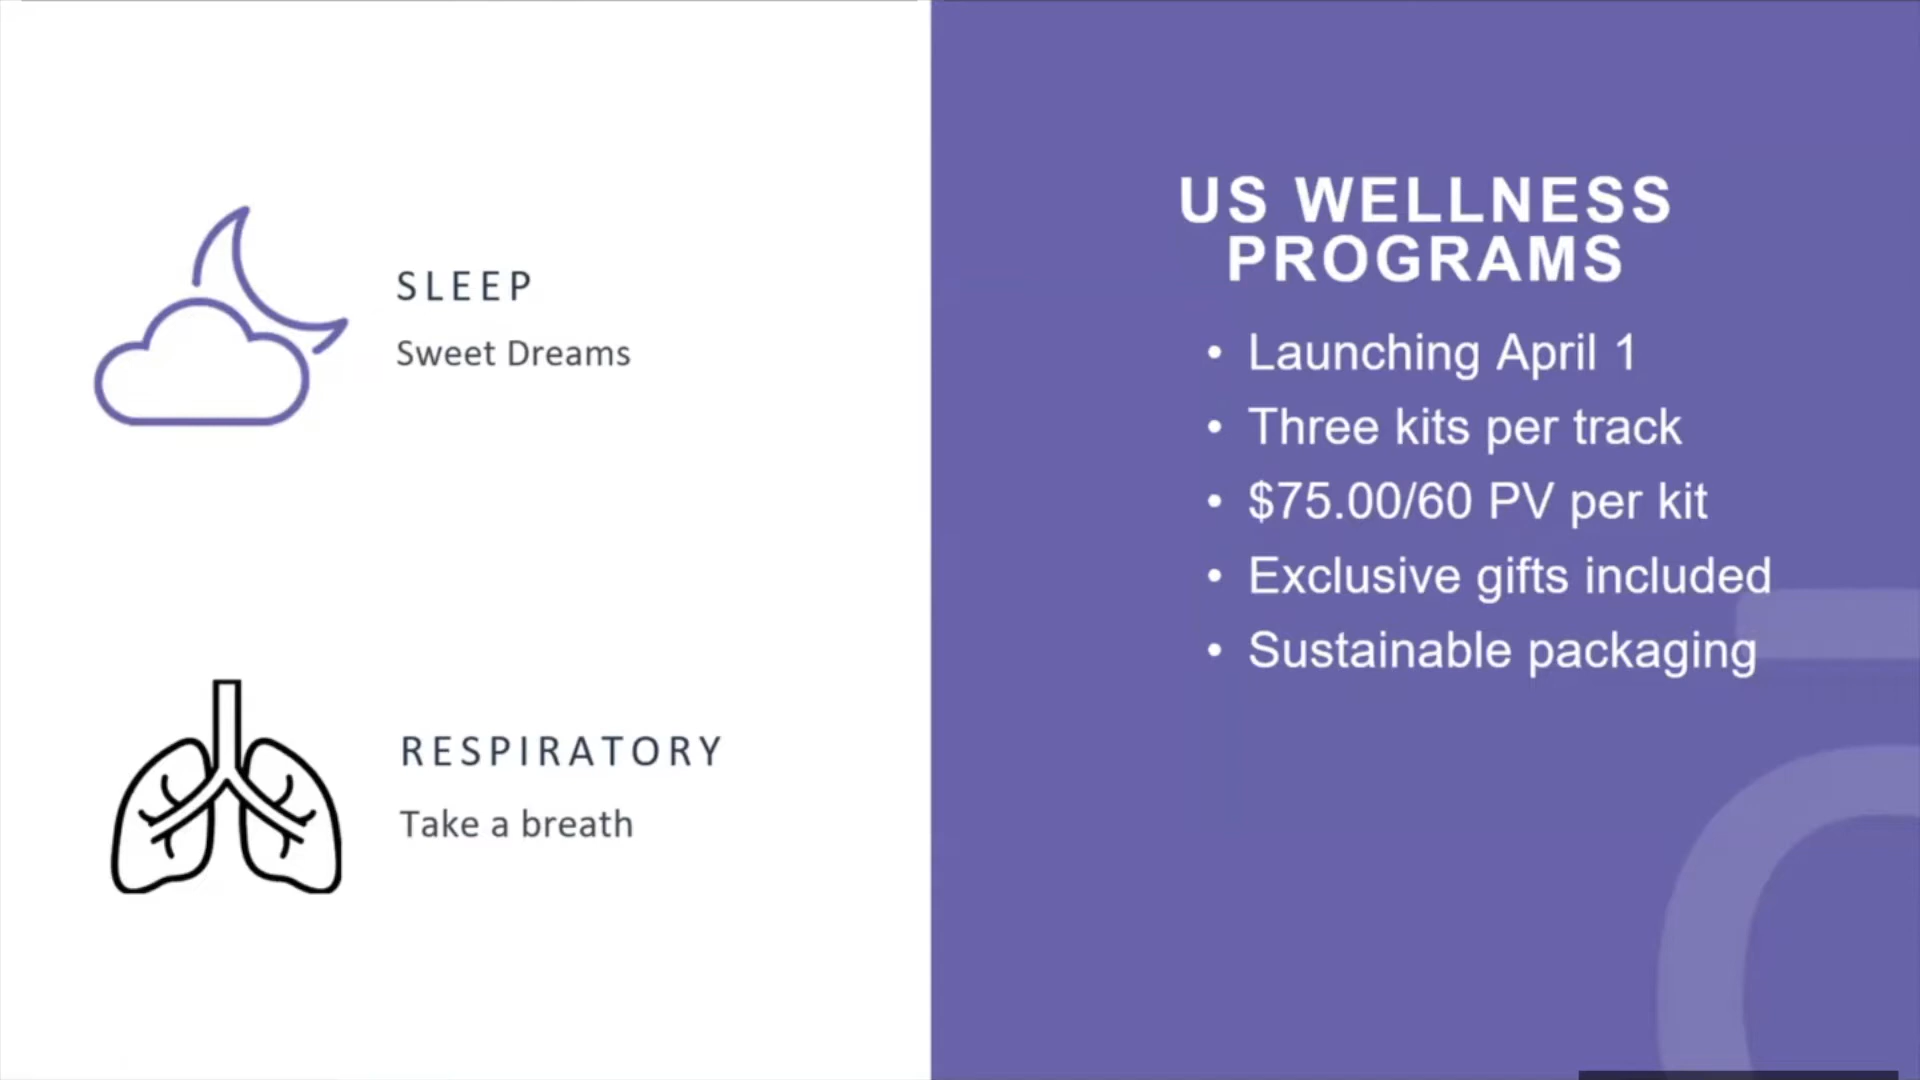 SLEEP
Sweet Dreams
RESPIRATORY
Take a breath
US WELLNESS
PROGRAMS
• Launching April 1
• Three kits per track
• $75.00/60 PV per kit
• Exclusive gifts included
• Sustainable packaging